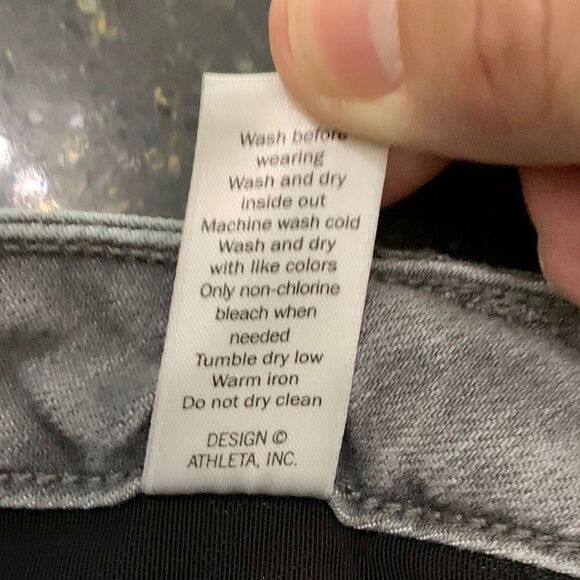 Wash before
wearing
Wash and dry
inside out
Machine wash cold
Wash and dry
with like colors
Only non-chlorine
bleach when
needed
Tumble dry low
Warm iron
Do not dry clean
DESIGN ©
ATHLETA, INC.